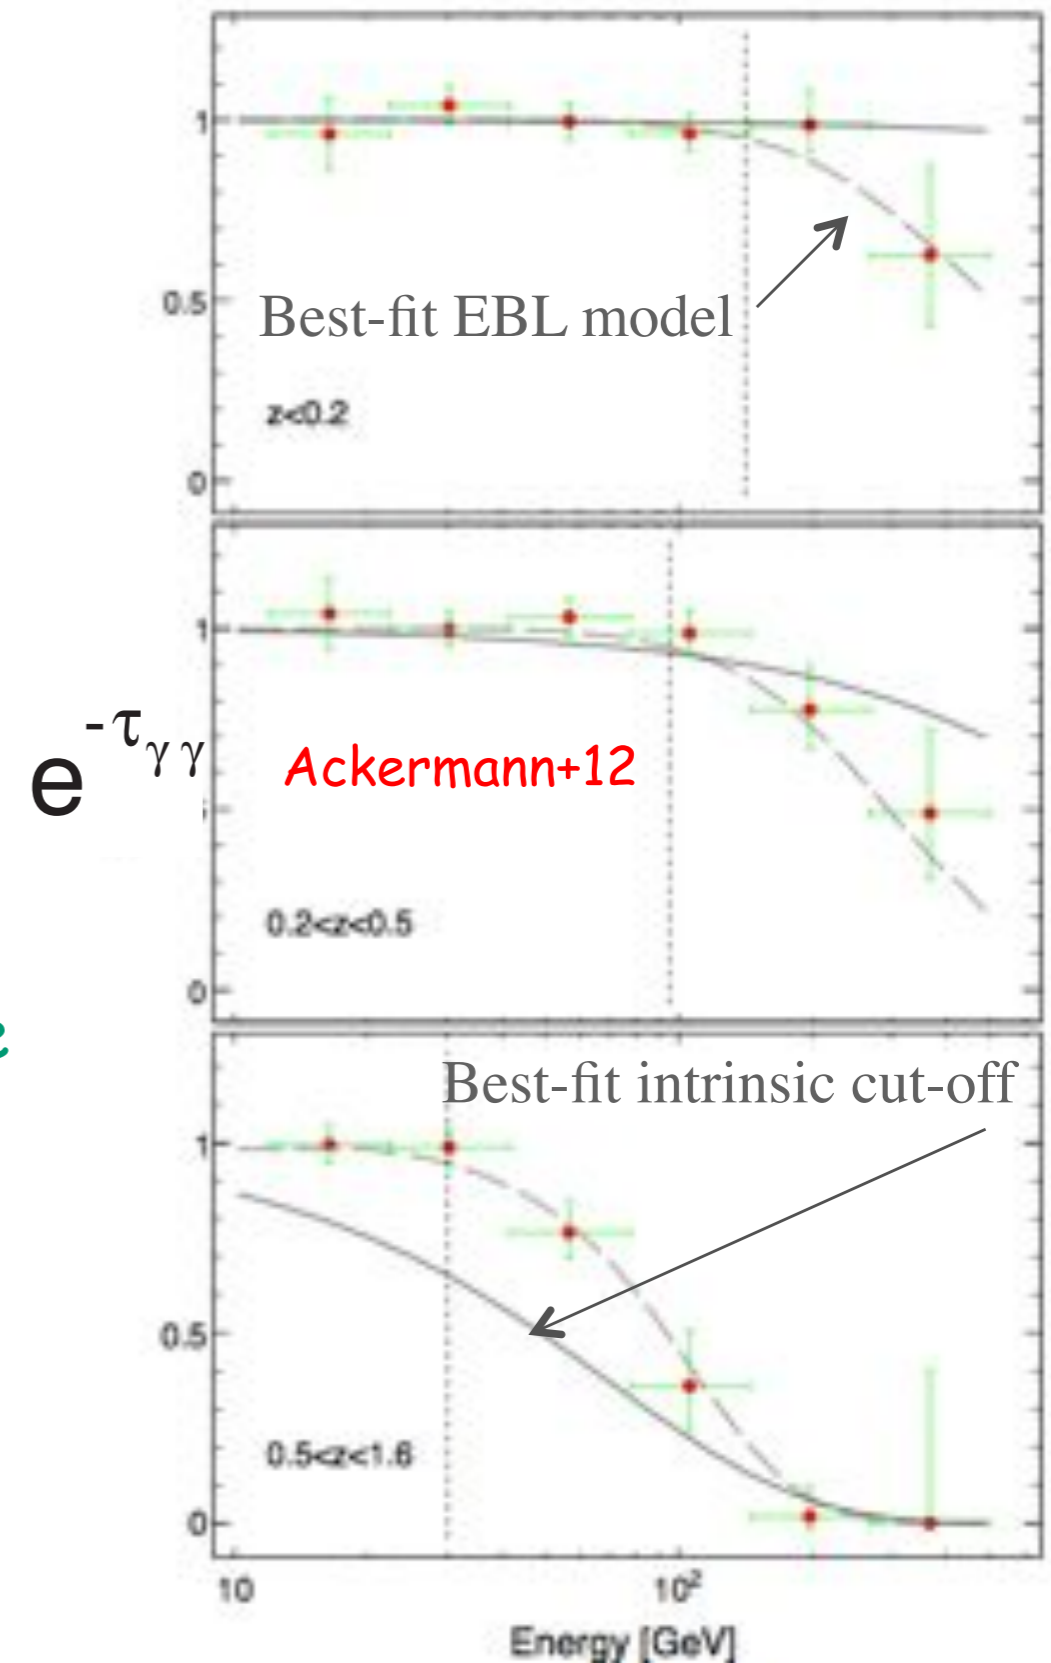 1
0.5
0
Best-fit EBL model
z<0.2
1
0
e^-τγγ
Ackermann+12
0.2<z<0.5
Best-fit intrinsic cut-off
1
0.5
0
0.5<z<1.6
10
10²
Energy [GeV]